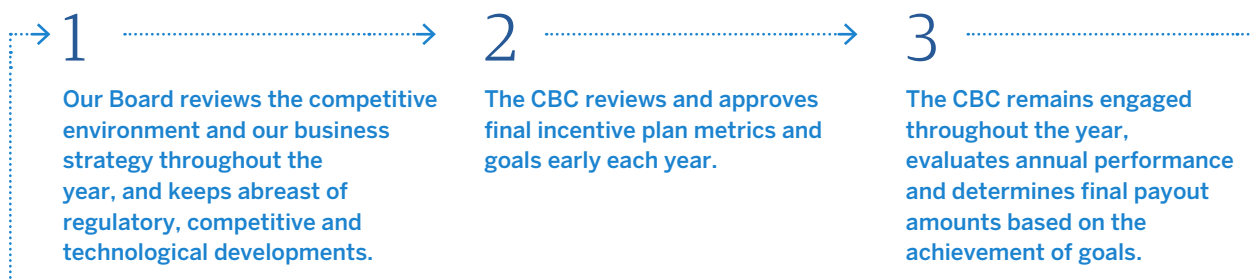 1
Our Board reviews the competitive
environment and our business
strategy throughout the
year, and keeps abreast of
regulatory, competitive and
technological developments.
2
The CBC reviews and approves
final incentive plan metrics and
goals early each year.
3
The CBC remains engaged
throughout the year,
evaluates annual performance
and determines final payout
amounts based on the
achievement of goals.